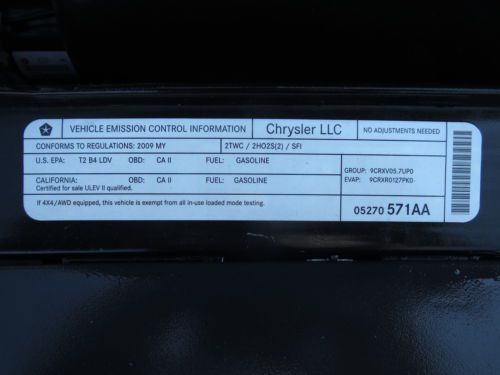 VEHICLE EMISSION CONTROL INFORMATION Chrysler LLC NO ADJUSTMENTS NEEDED
CONFORMS TO REGULATIONS: 2009 MY 2TWC / 2HO2S(2) / SFI
U.S. EPA: T2 B4 LDV OBD: CA II FUEL: GASOLINE
CALIFORNIA: OBD: CA II FUEL: GASOLINE
Certified for sale ULEV II qualified.
GROUP: 9CRXV05.7UP0
EVAP: 9CRXR0127PK0
If 4X4/AWD equipped, this vehicle is exempt from all in-use loaded mode testing.
05270 571AA